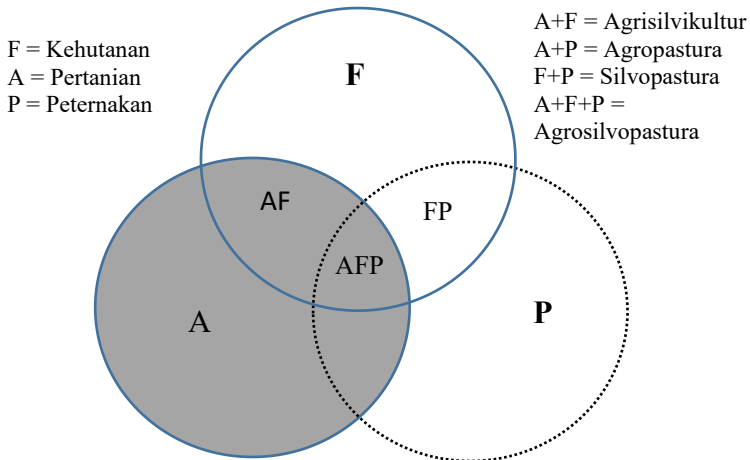 F = Kehutanan
A = Pertanian
P = Peternakan
A+F = Agrisilvikultur
A+P = Agropastura
F+P = Silvopastura
A+F+P =
Agrosilvopastura
F
AF
FP
AFP
A
P